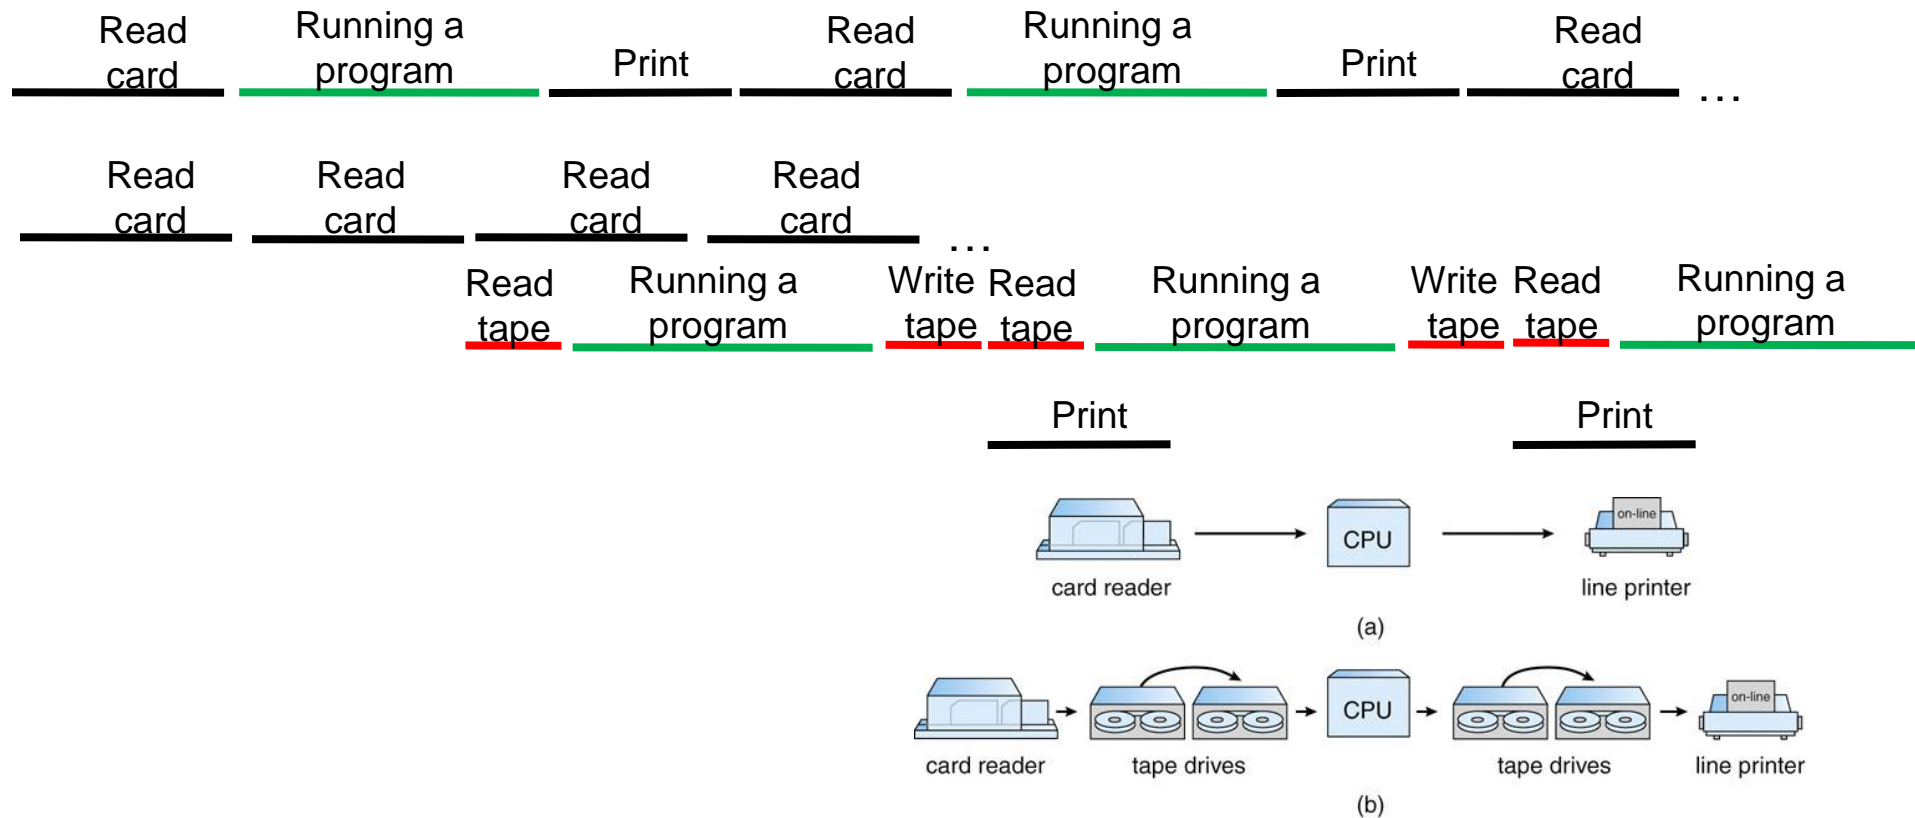 Read
card
Running a
program
Print
Read
card
Running a
program
Print
Read
card
...
Read
card
Read
card
Read
card
Read
card
...
Read
tape
Running a
program
Write
tape
Read
tape
Running a
program
Write
tape
Read
tape
Running a
program
Print
Print
on-line
CPU
card reader
line printer
(a)
on-line
CPU
card reader
tape drives
tape drives
line printer
(b)